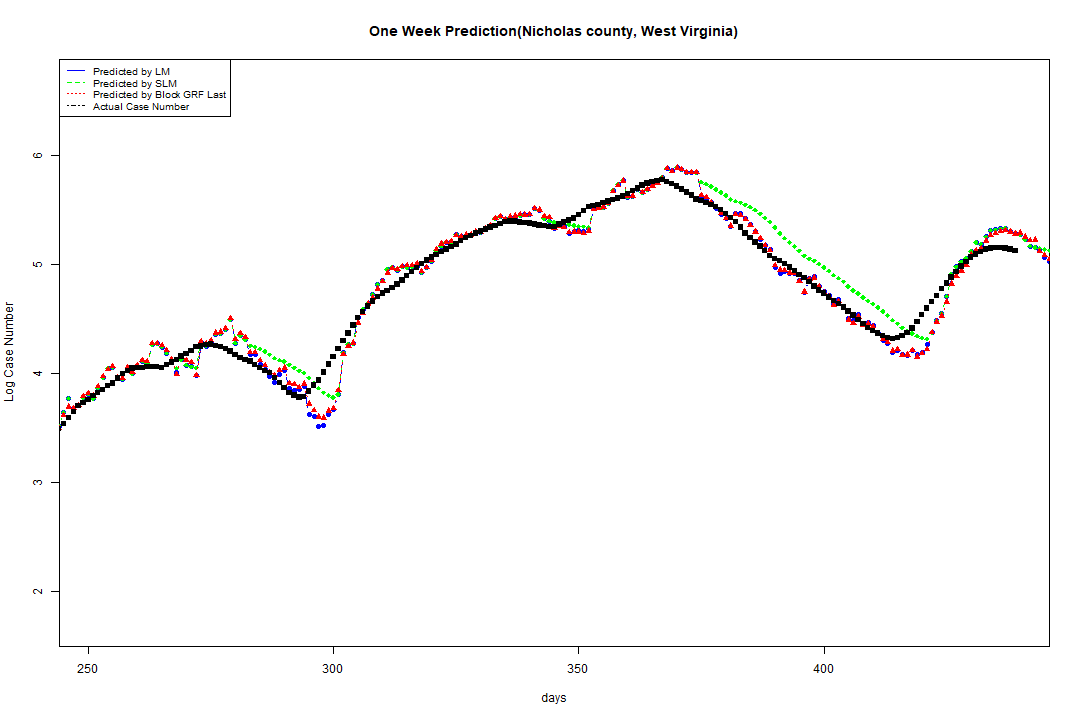 One Week Prediction(Nicholas county, West Virginia)
Predicted by LM
Predicted by SLM
Predicted by Block GRF Last
Actual Case Number
Log Case Number
6
5
4
3
2
250
300
350
400
days